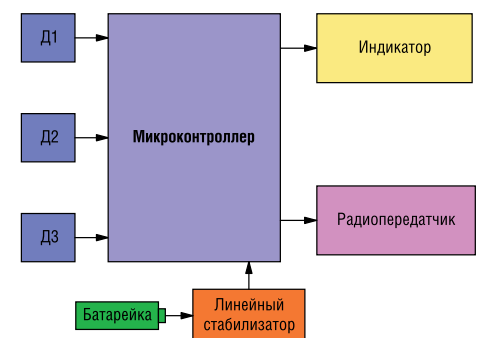 Д1
Индикатор
Д2
Микроконтроллер
Д3
Радиопередатчик
Батарейка
Линейный
стабилизатор